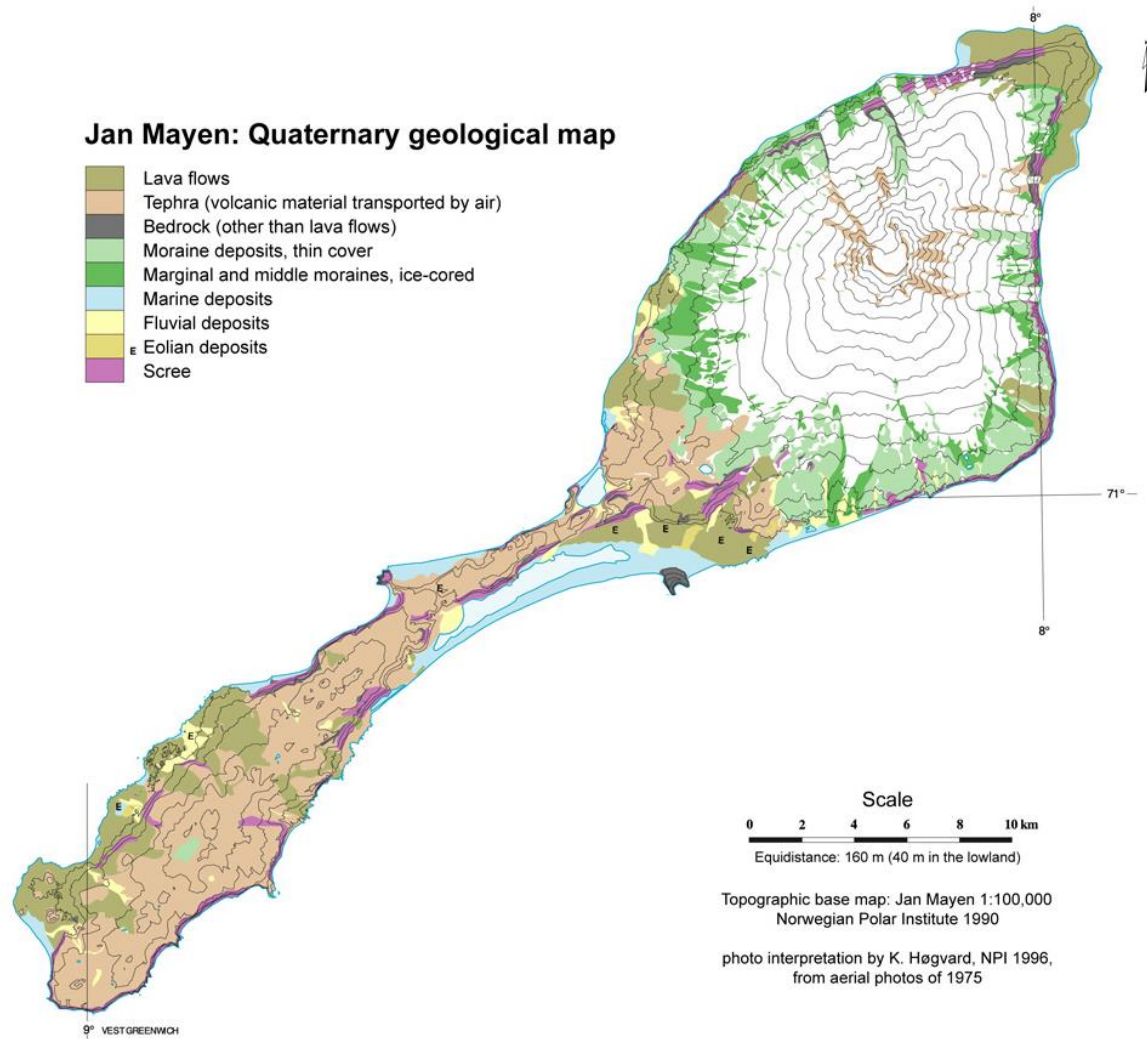 8°
Jan Mayen: Quaternary geological map
Lava flows
Tephra (volcanic material transported by air)
Bedrock (other than lava flows)
Moraine deposits, thin cover
Marginal and middle moraines, ice-cored
Marine deposits
Fluvial deposits
E Eolian deposits
Scree
71°
E
E
E
E
E
8°
E
E
Scale
0 2 4 6 8 10 km
Equidistance: 160 m (40 m in the lowland)
Topographic base map: Jan Mayen 1:100,000
Norwegian Polar Institute 1990
photo interpretation by K. Høgvard, NPI 1996,
from aerial photos of 1975
9° VEST GREENWICH